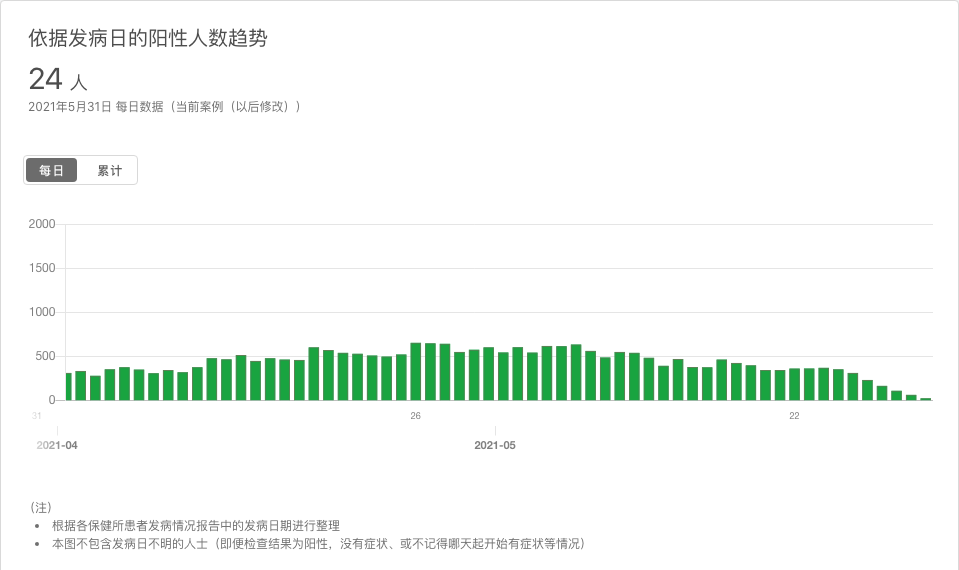 依据发病日的阳性人数趋势
24 人
2021年5月31日 每日数据（当前案例（以后修改））
每日 累计
2000
1500
1000
500
0
31 26 22
2021-04 2021-05
（注）
• 根据各保健所患者发病情况报告中的发病日期进行整理
• 本图不包含发病日不明的人士（即便检查结果为阳性，没有症状、或不记得哪天起开始有症状等情况）